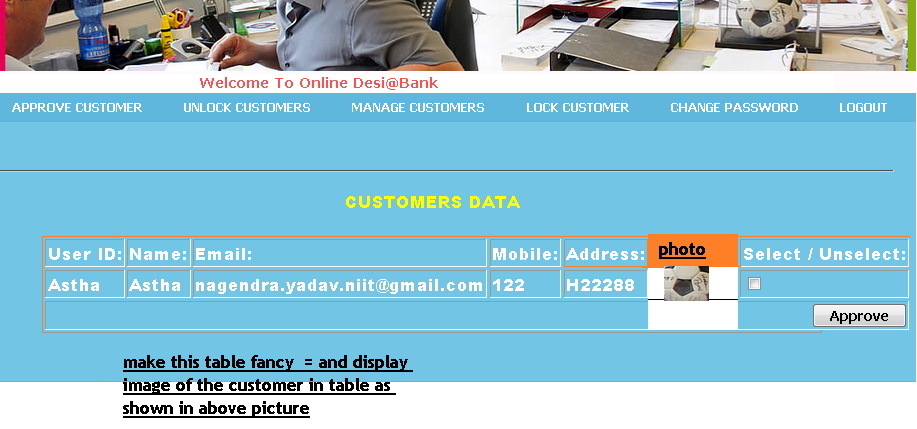 Welcome To Online Desi@Bank
APPROVE CUSTOMER UNLOCK CUSTOMERS MANAGE CUSTOMERS LOCK CUSTOMER CHANGE PASSWORD LOGOUT
CUSTOMERS DATA
User ID: Name: Email: Mobile: Address: photo Select / Unselect:
Astha Astha nagendra.yadav.niit@gmail.com 122 H22288
Approve
make this table fancy = and display
image of the customer in table as
shown in above picture